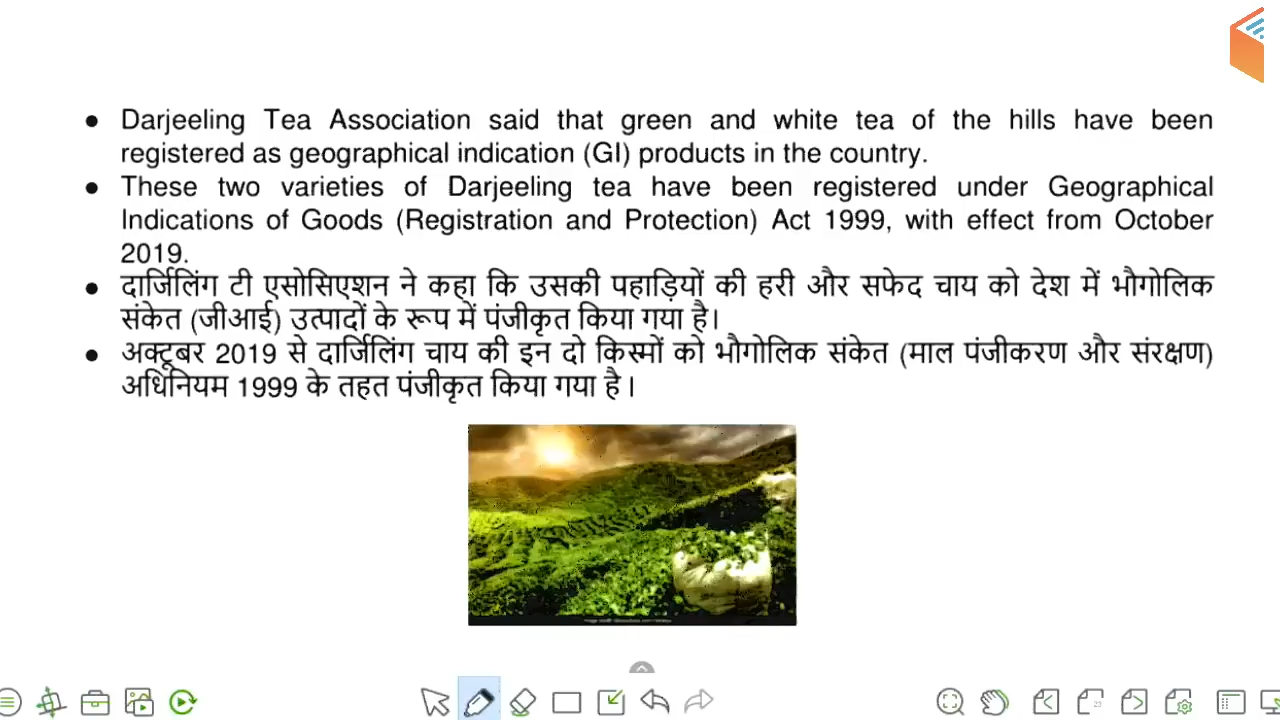 ● Darjeeling Tea Association said that green and white tea of the hills have been
registered as geographical indication (GI) products in the country.
● These two varieties of Darjeeling tea have been registered under Geographical
Indications of Goods (Registration and Protection) Act 1999, with effect from October
2019.
● दार्जिलिंग टी एसोसिएशन ने कहा कि उसकी पहाड़ियों की हरी और सफेद चाय को देश में भौगोलिक
संकेत (जीआई) उत्पादों के रूप में पंजीकृत किया गया है।
● अक्टूबर 2019 से दार्जिलिंग चाय की इन दो किस्मों को भौगोलिक संकेत (माल पंजीकरण और संरक्षण)
अधिनियम 1999 के तहत पंजीकृत किया गया है ।
23